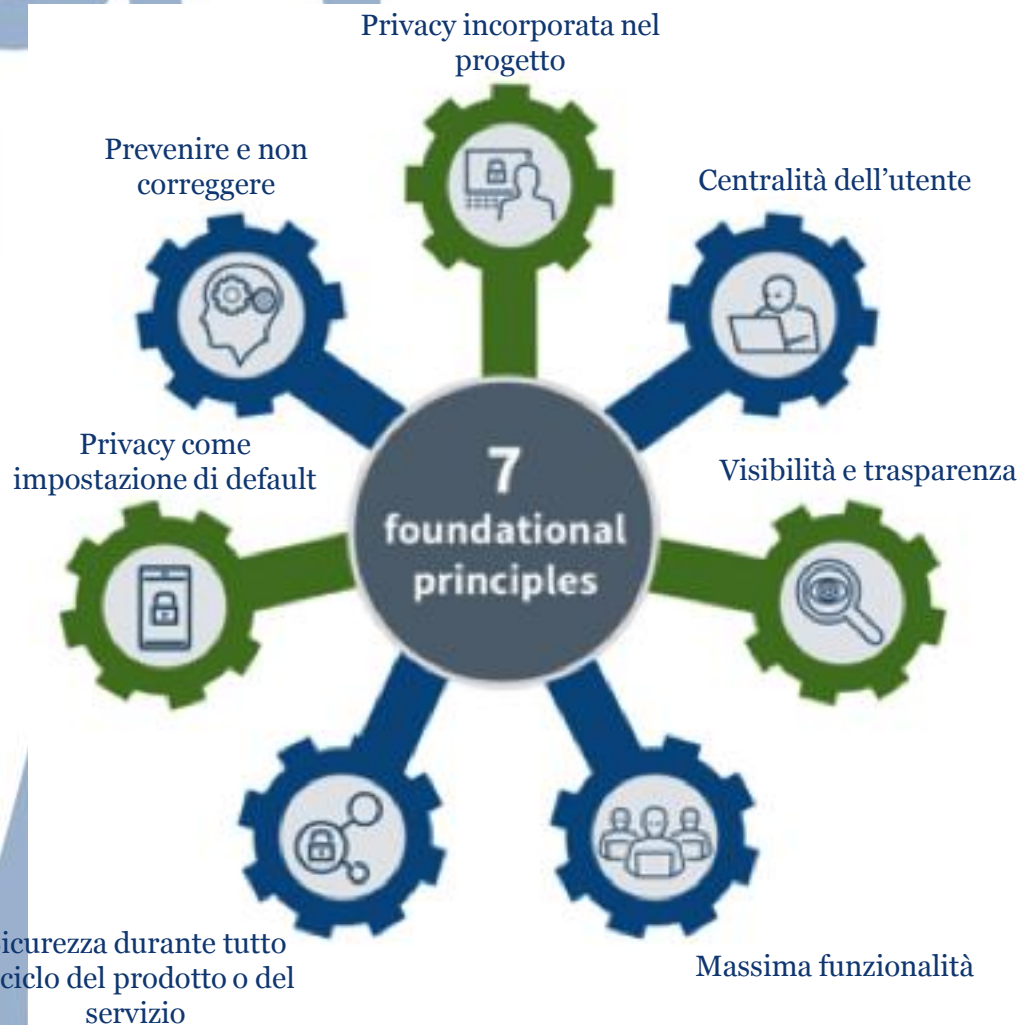 Privacy incorporata nel
progetto
Prevenire e non
correggere
Centralità dell’utente
Privacy come
impostazione di default
Visibilità e trasparenza
7
foundational
principles
icurezza durante tutto
ciclo del prodotto o del
servizio
Massima funzionalità